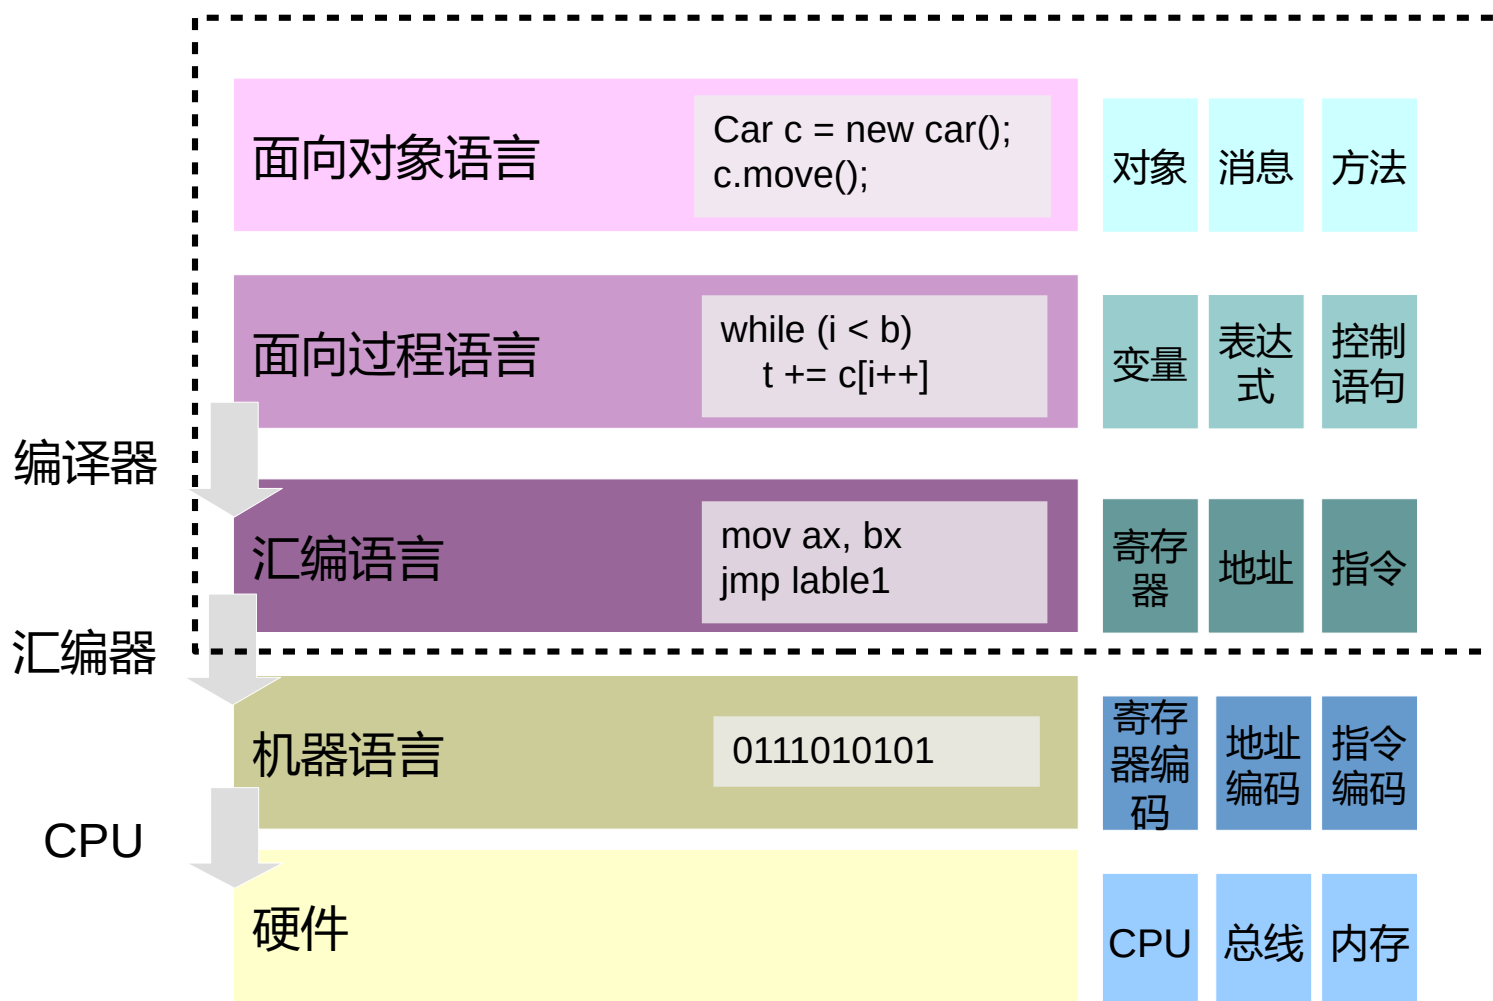 面向对象语言
Car c = new car();
c.move();
对象
消息
方法
面向过程语言
while (i < b)
t += c[i++]
变量
表达
式
控制
语句
编译器
汇编语言
mov ax, bx
jmp lable1
寄存
器
地址
指令
汇编器
机器语言
0111010101
寄存
器编
码
地址
编码
指令
编码
CPU
硬件
CPU
总线
内存